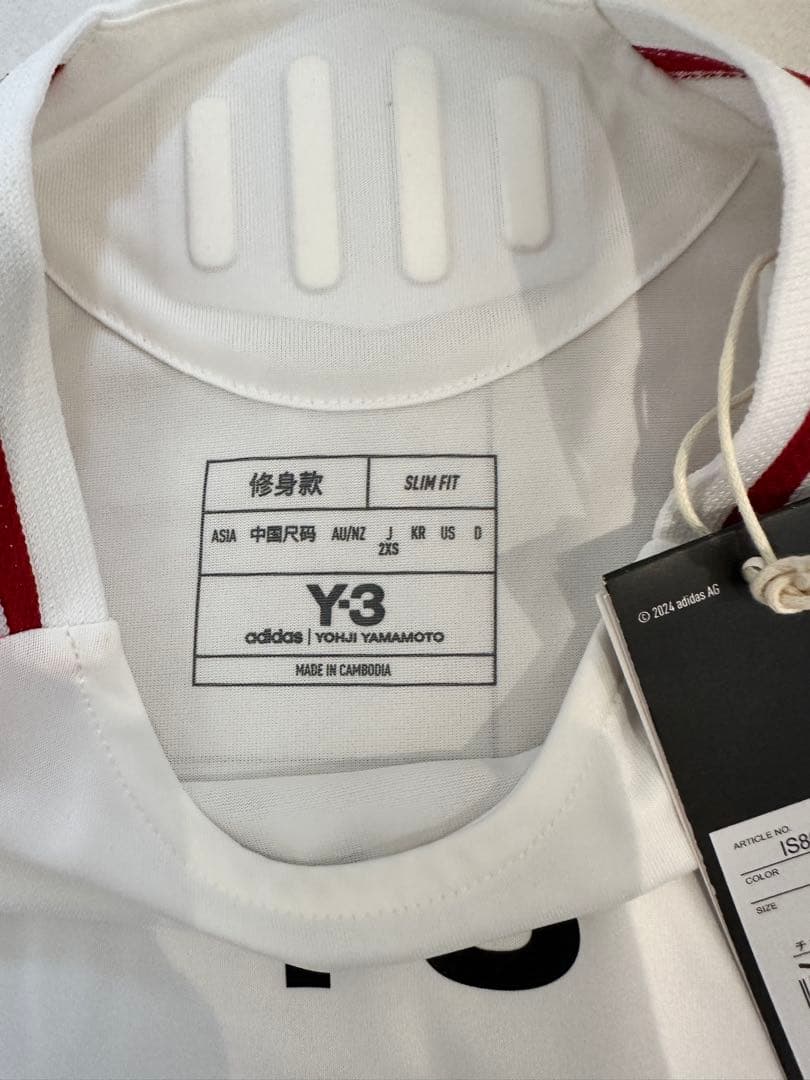 修身款 SLIM FIT
ASIA 中国尺码 AU/NZ J KR US D
2XS
Y-3
adidas | YOHJI YAMAMOTO
MADE IN CAMBODIA
© 2024 adidas AG
ARTICLE NO.
COLOR
SIZE